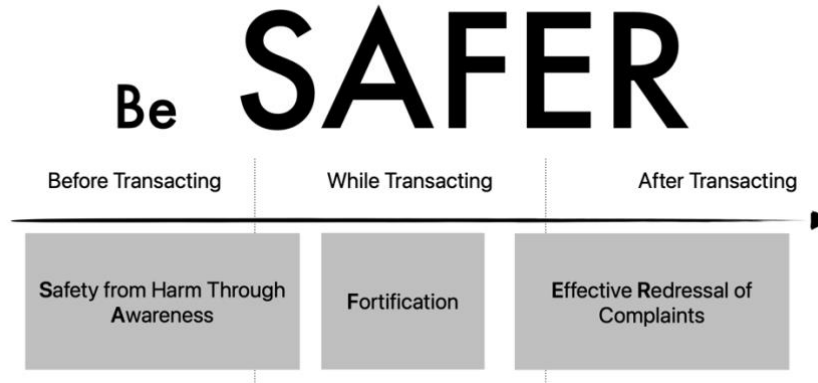 Be SAFER
Before Transacting While Transacting After Transacting
Safety from Harm Through
Awareness
Fortification
Effective Redressal of
Complaints